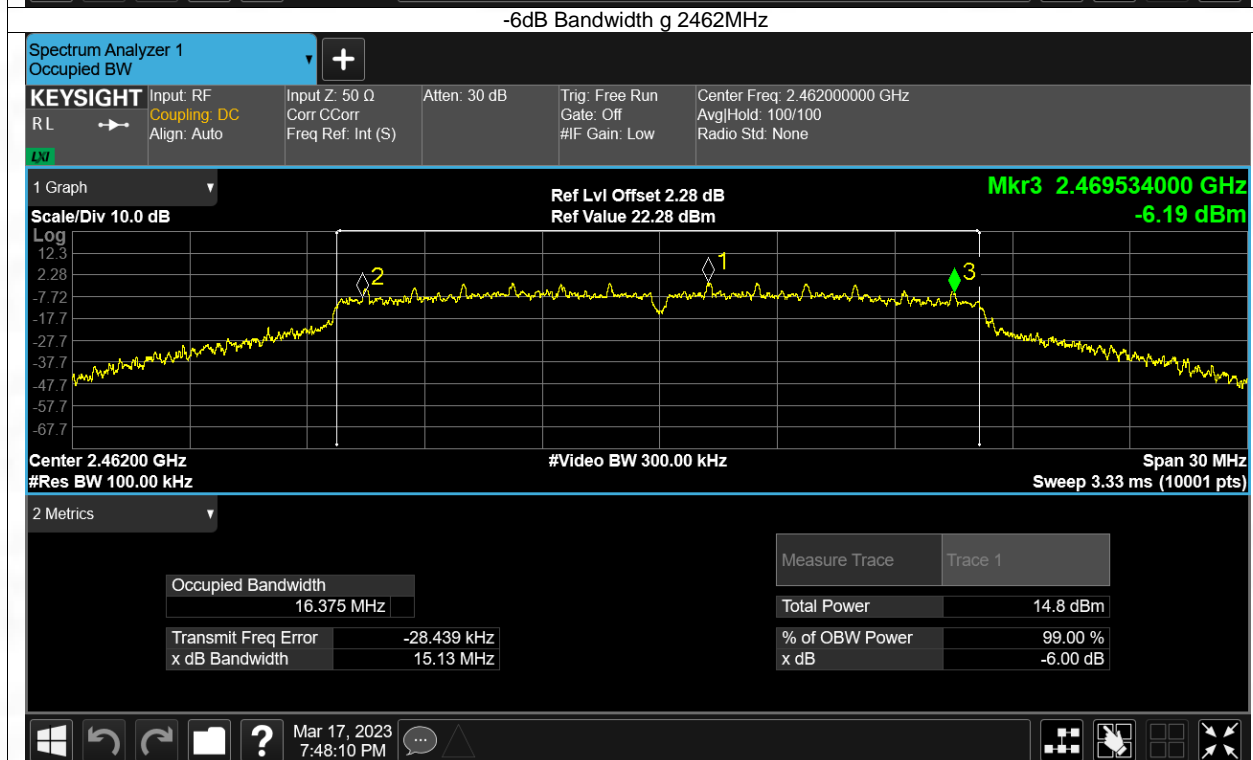 -6dB Bandwidth g 2462MHz
Spectrum Analyzer 1
Occupied BW
KEYSIGHT
RL
LXI
Input: RF
Coupling: DC
Align: Auto
Input Z: 50 Ω
Corr CCorr
Freq Ref: Int (S)
Atten: 30 dB
Trig: Free Run
Gate: Off
#IF Gain: Low
Center Freq: 2.462000000 GHz
Avg|Hold: 100/100
Radio Std: None
1 Graph
Scale/Div 10.0 dB
Ref Lvl Offset 2.28 dB
Ref Value 22.28 dBm
Mkr3 2.469534000 GHz
-6.19 dBm
Log
12.3
2.28
-7.72
-17.7
-27.7
-37.7
-47.7
-57.7
-67.7
2
1
3
Center 2.46200 GHz
#Video BW 300.00 kHz
Span 30 MHz
#Res BW 100.00 kHz
Sweep 3.33 ms (10001 pts)
2 Metrics
Measure Trace Trace 1
Occupied Bandwidth
16.375 MHz
Total Power 14.8 dBm
Transmit Freq Error -28.439 kHz
% of OBW Power 99.00 %
x dB Bandwidth 15.13 MHz
x dB -6.00 dB
?
Mar 17, 2023
7:48:10 PM